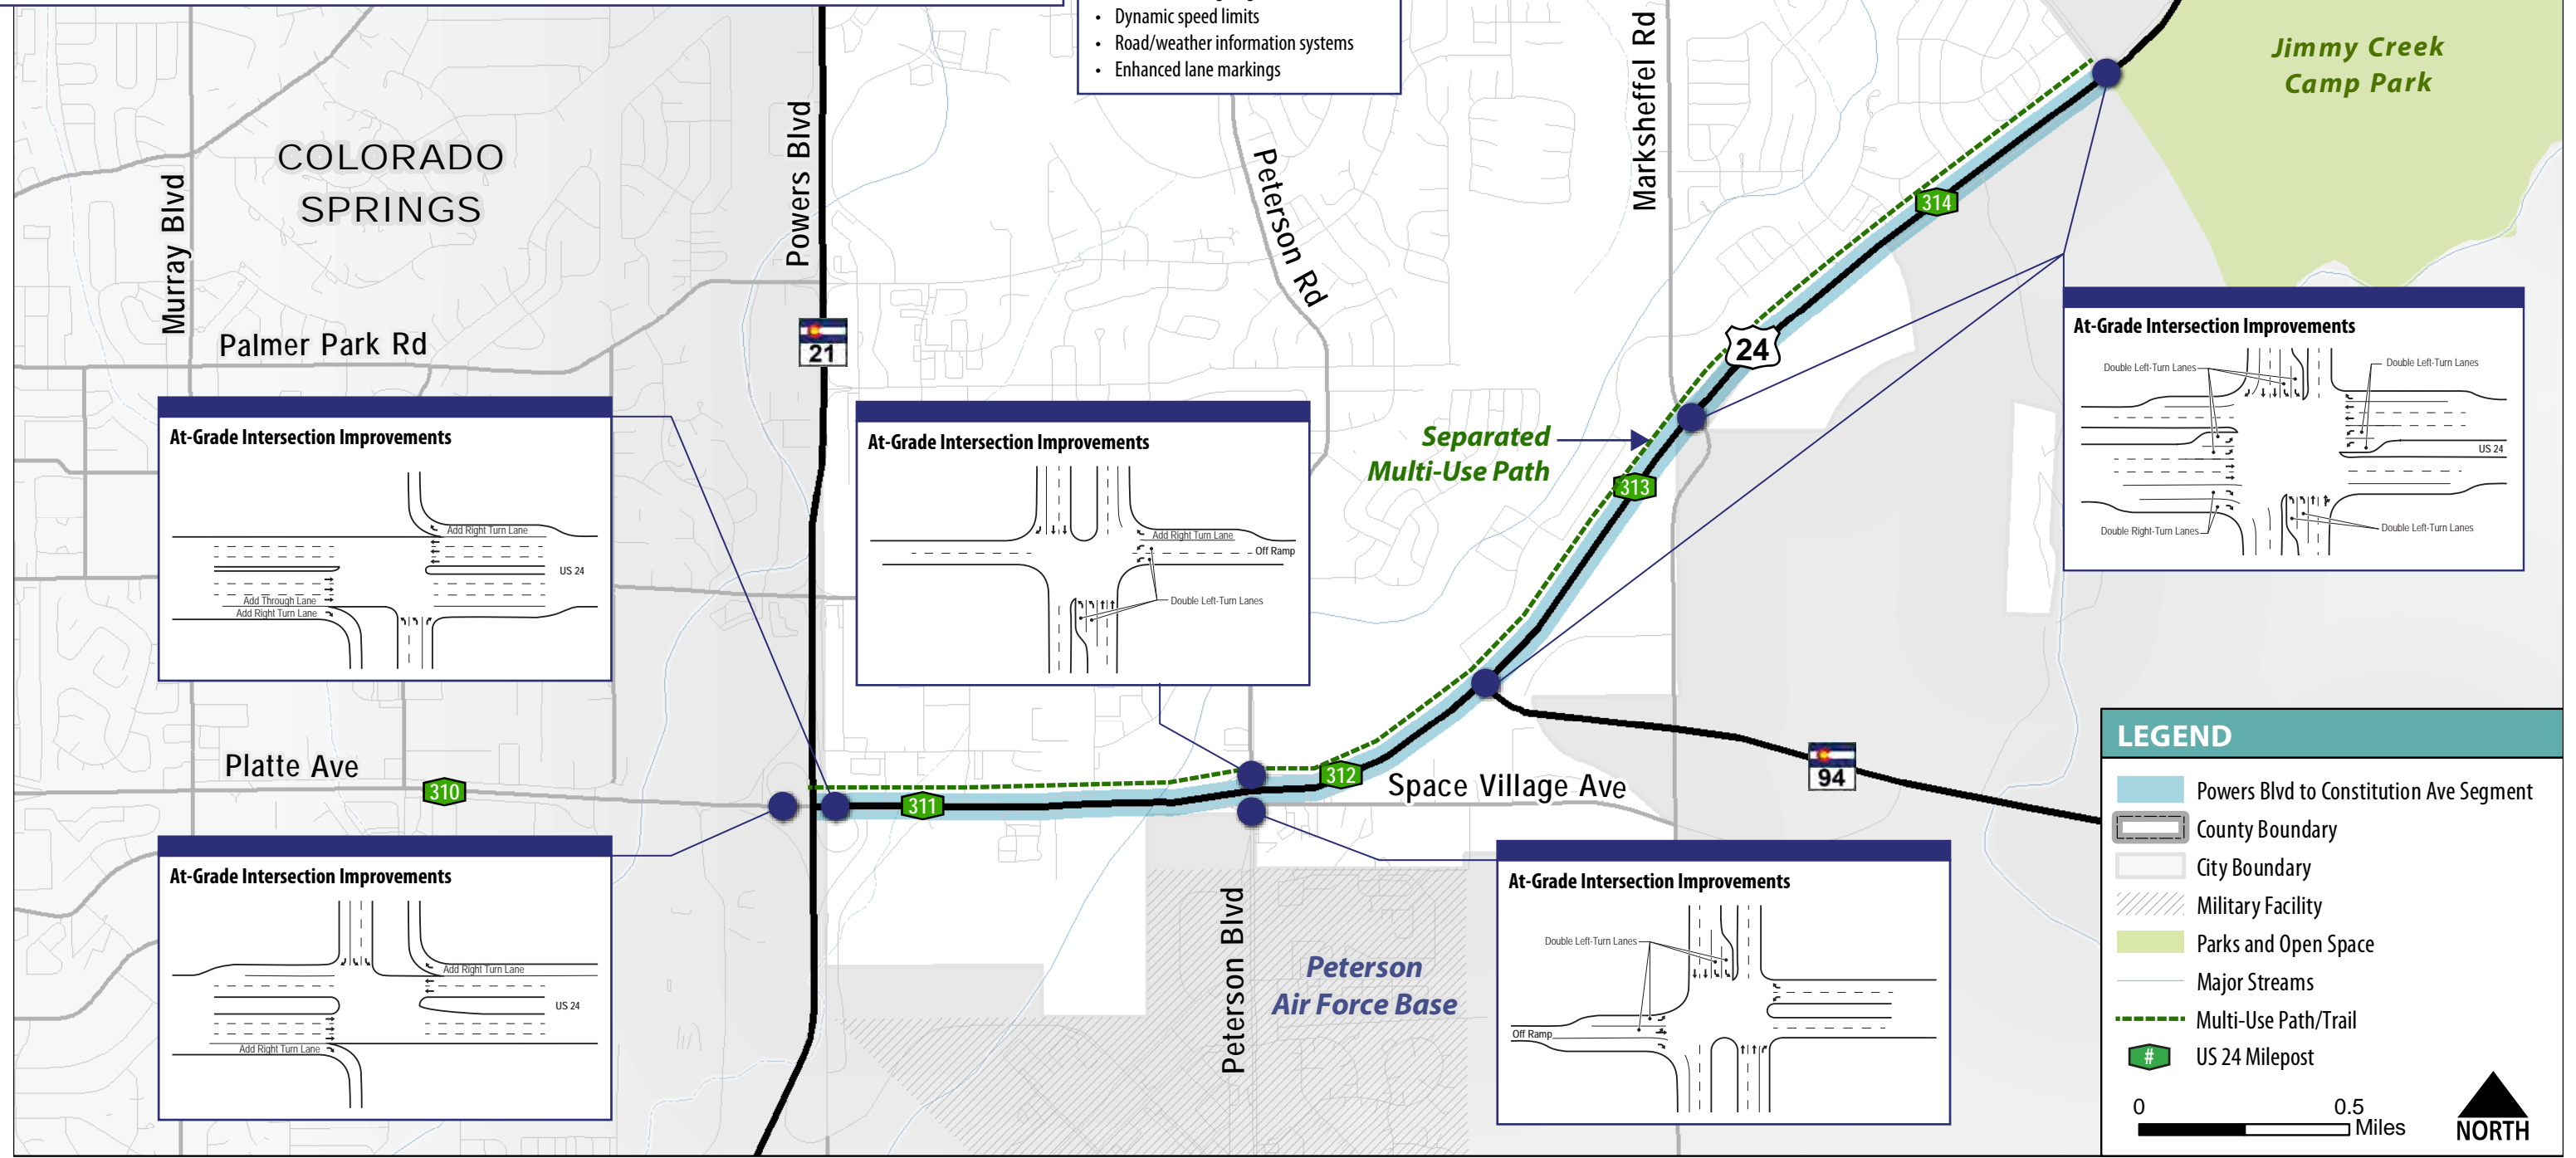 • Dynamic speed limits
• Road/weather information systems
• Enhanced lane markings
Jimmy Creek
Camp Park
COLORADO
SPRINGS
Murray Blvd
Powers Blvd
Peterson Rd
Marksheffel Rd
314
21
24
Palmer Park Rd
At-Grade Intersection Improvements
Double Left-Turn Lanes
Double Left-Turn Lanes
US 24
Double Right-Turn Lanes
Double Left-Turn Lanes
At-Grade Intersection Improvements
Add Right Turn Lane
US 24
Add Through Lane
Add Right Turn Lane
At-Grade Intersection Improvements
Add Right Turn Lane
Off Ramp
Double Left-Turn Lanes
Separated
Multi-Use Path
313
Platte Ave
310
311
312
Space Village Ave
94
At-Grade Intersection Improvements
Add Right Turn Lane
US 24
Add Right Turn Lane
Peterson Blvd
Peterson
Air Force Base
At-Grade Intersection Improvements
Double Left-Turn Lanes
Off Ramp
LEGEND
Powers Blvd to Constitution Ave Segment
County Boundary
City Boundary
Military Facility
Parks and Open Space
Major Streams
Multi-Use Path/Trail
# US 24 Milepost
0 0.5
Miles
NORTH